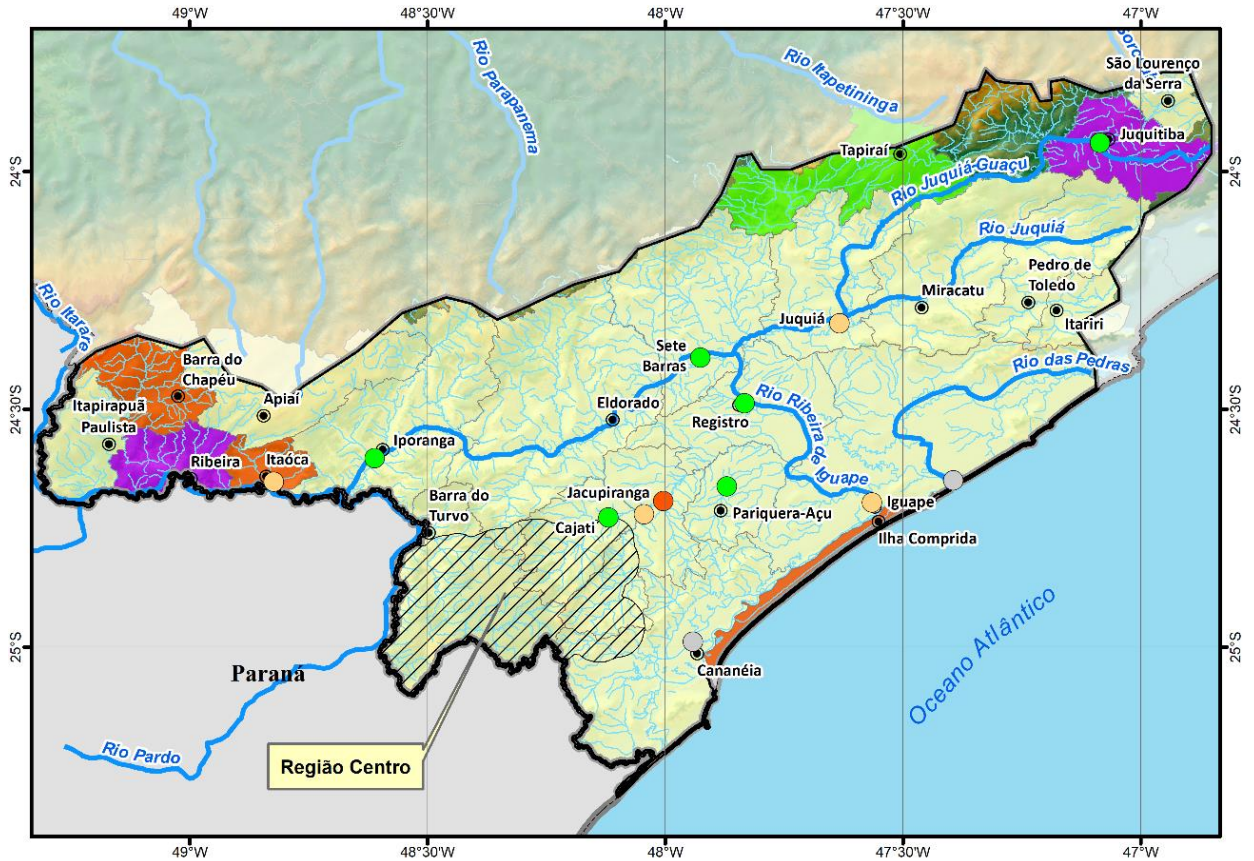 49°W
48°30'W
48°W
47°30'W
47°W
São Lourenço
da Serra
Rio Parapanema
Rio Itapetininga
Tapiraí
Juquitiba
24°S
24°S
Rio Juquiá-Guaçu
Rio Juquiá
Pedro de
Toledo
Miracatu
Itariri
Juquiá
Rio Itararé
Sete
Barras
Rio das Pedras
Barra do
Chapéu
Apiaí
Itapirapuã
Paulista
Eldorado
Registro
24°30'S
24°30'S
Rio Ribeira
de
Iguape
Iporanga
Ribeira
Itaóca
Jacupiranga
Barra do
Turvo
Cajati
Pariquera-Açu
Iguape
Ilha Comprida
25°S
25°S
Cananéia
Oceano Atlântico
Paraná
Rio Pardo
Região Centro
49°W
48°30'W
48°W
47°30'W
47°W